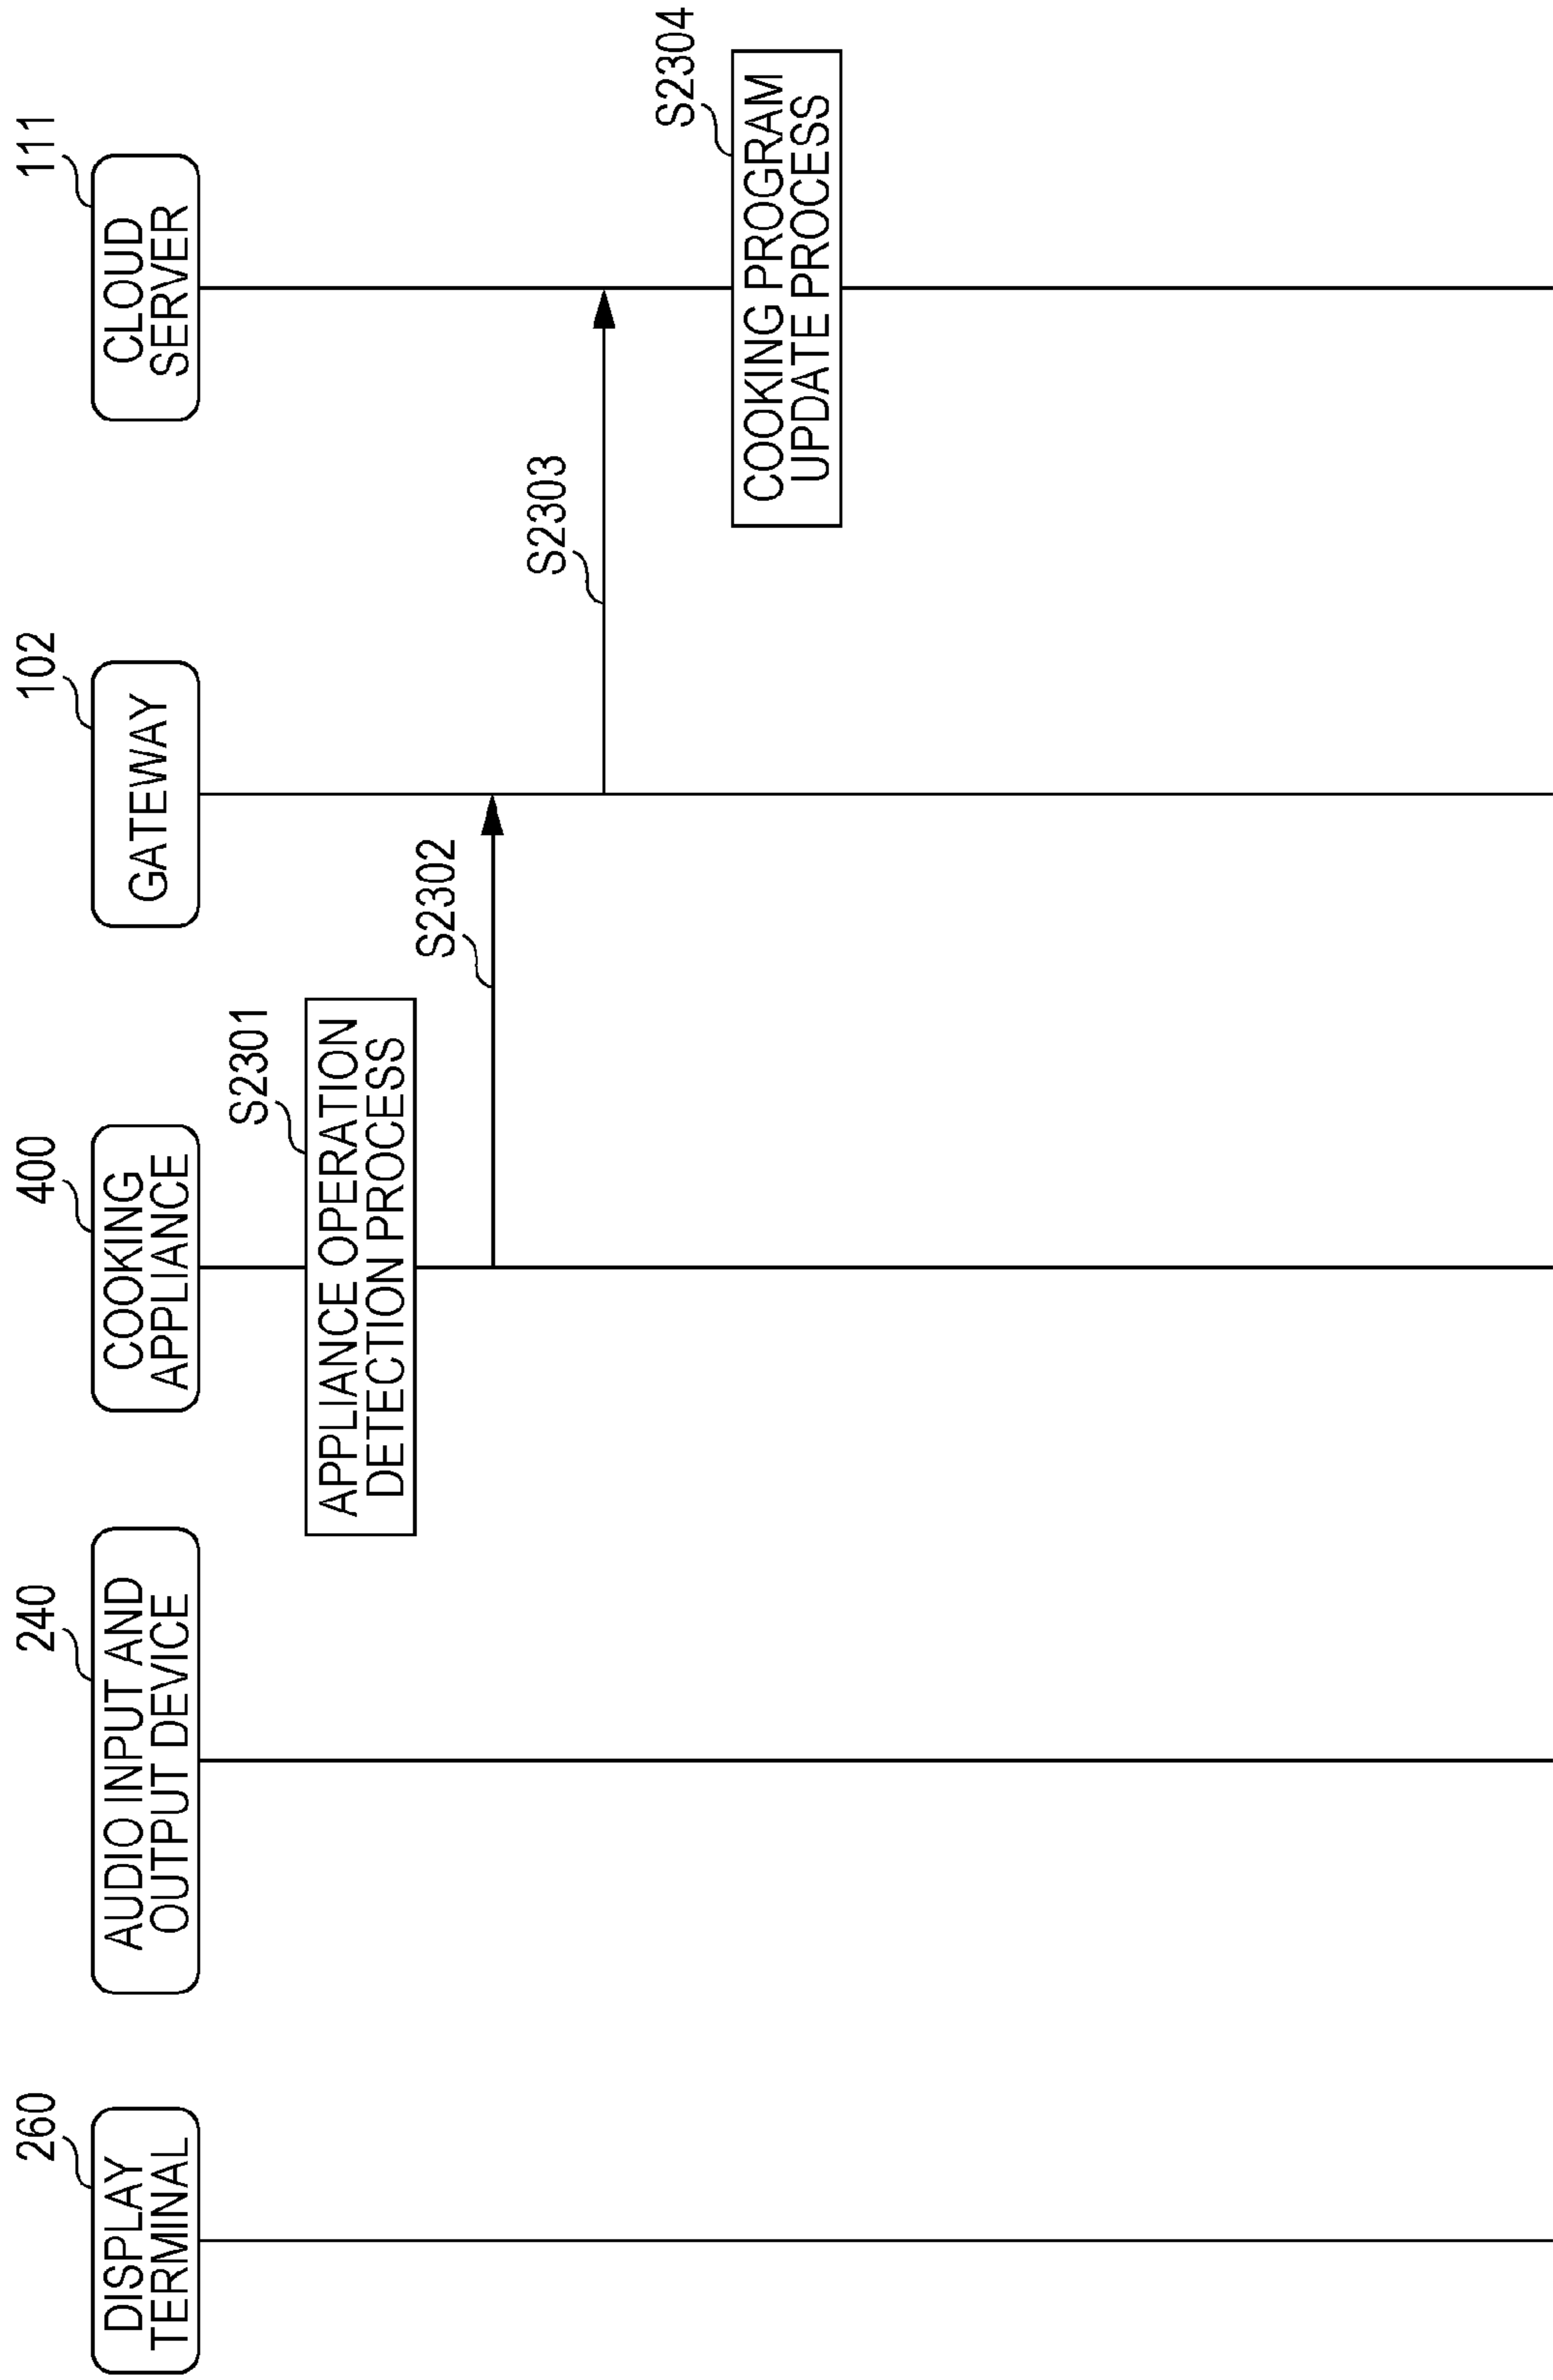 260
DISPLAY
TERMINAL
240
AUDIO INPUT AND
OUTPUT DEVICE
400
COOKING
APPLIANCE
102
GATEWAY
111
CLOUD
SERVER
S2301
APPLIANCE OPERATION
DETECTION PROCESS
S2302
S2303
S2304
COOKING PROGRAM
UPDATE PROCESS